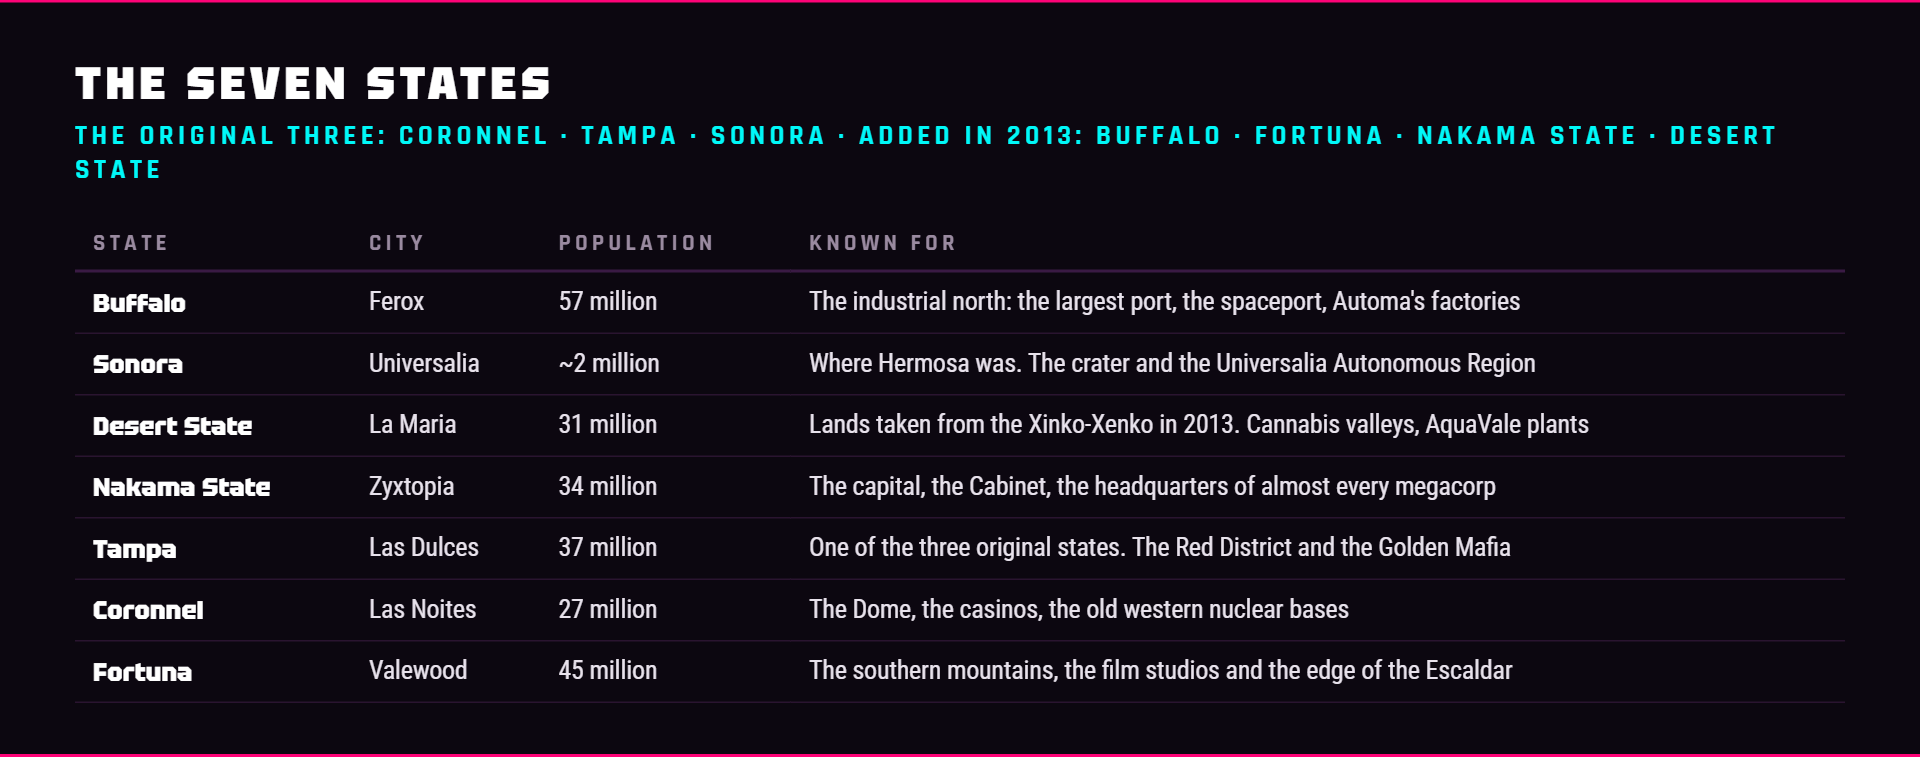 THE SEVEN STATES
THE ORIGINAL THREE: CORONNEL · TAMPA · SONORA · ADDED IN 2013: BUFFALO · FORTUNA · NAKAMA STATE · DESERT
STATE
STATE CITY POPULATION KNOWN FOR
Buffalo Ferox 57 million The industrial north: the largest port, the spaceport, Automa's factories
Sonora Universalia ~2 million Where Hermosa was. The crater and the Universalia Autonomous Region
Desert State La Maria 31 million Lands taken from the Xinko-Xenko in 2013. Cannabis valleys, AquaVale plants
Nakama State Zyxtopia 34 million The capital, the Cabinet, the headquarters of almost every megacorp
Tampa Las Dulces 37 million One of the three original states. The Red District and the Golden Mafia
Coronnel Las Noites 27 million The Dome, the casinos, the old western nuclear bases
Fortuna Valewood 45 million The southern mountains, the film studios and the edge of the Escaldar